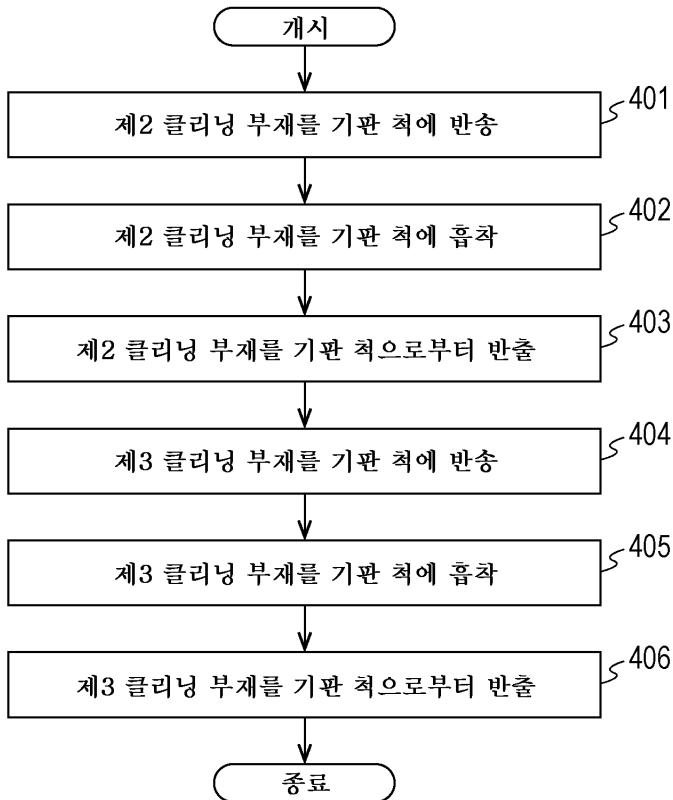 개시
제2 클리닝 부재를 기판 척에 반송
401
제2 클리닝 부재를 기판 척에 흡착
402
제2 클리닝 부재를 기판 척으로부터 반출
403
제3 클리닝 부재를 기판 척에 반송
404
제3 클리닝 부재를 기판 척에 흡착
405
제3 클리닝 부재를 기판 척으로부터 반출
406
종료